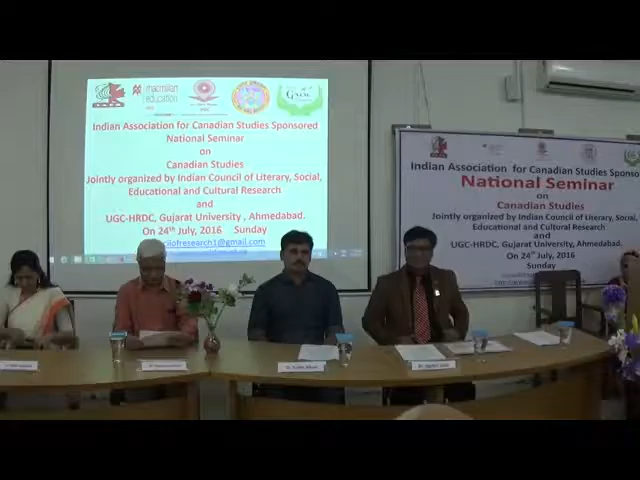 macmillan
education
Indian Association for Canadian Studies Sponsored
National Seminar
on
Canadian Studies
Jointly organized by Indian Council of Literary, Social,
Educational and Cultural Research
and
UGC-HRDC, Gujarat University , Ahmedabad.
On 24th July, 2016 Sunday
cilofresearch1@gmail.com
Indian Association for Canadian Studies Sponso
National Seminar
on
Canadian Studies
Jointly organized by Indian Council of Literary, Social,
Educational and Cultural Research
and
UGC-HRDC, Gujarat University, Ahmedabad.
On 24th July, 2016
Sunday